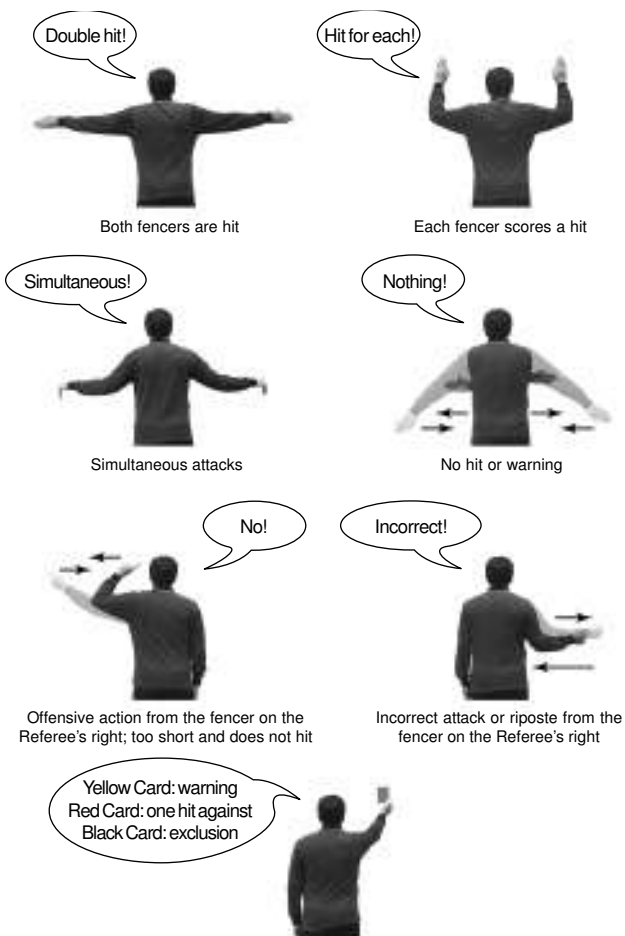 Double hit!
Hit for each!
Both fencers are hit
Each fencer scores a hit
Simultaneous!
Nothing!
Simultaneous attacks
No hit or warning
No!
Incorrect!
Offensive action from the fencer on the
Referee's right; too short and does not hit
Incorrect attack or riposte from the
fencer on the Referee's right
Yellow Card: warning
Red Card: one hit against
Black Card: exclusion